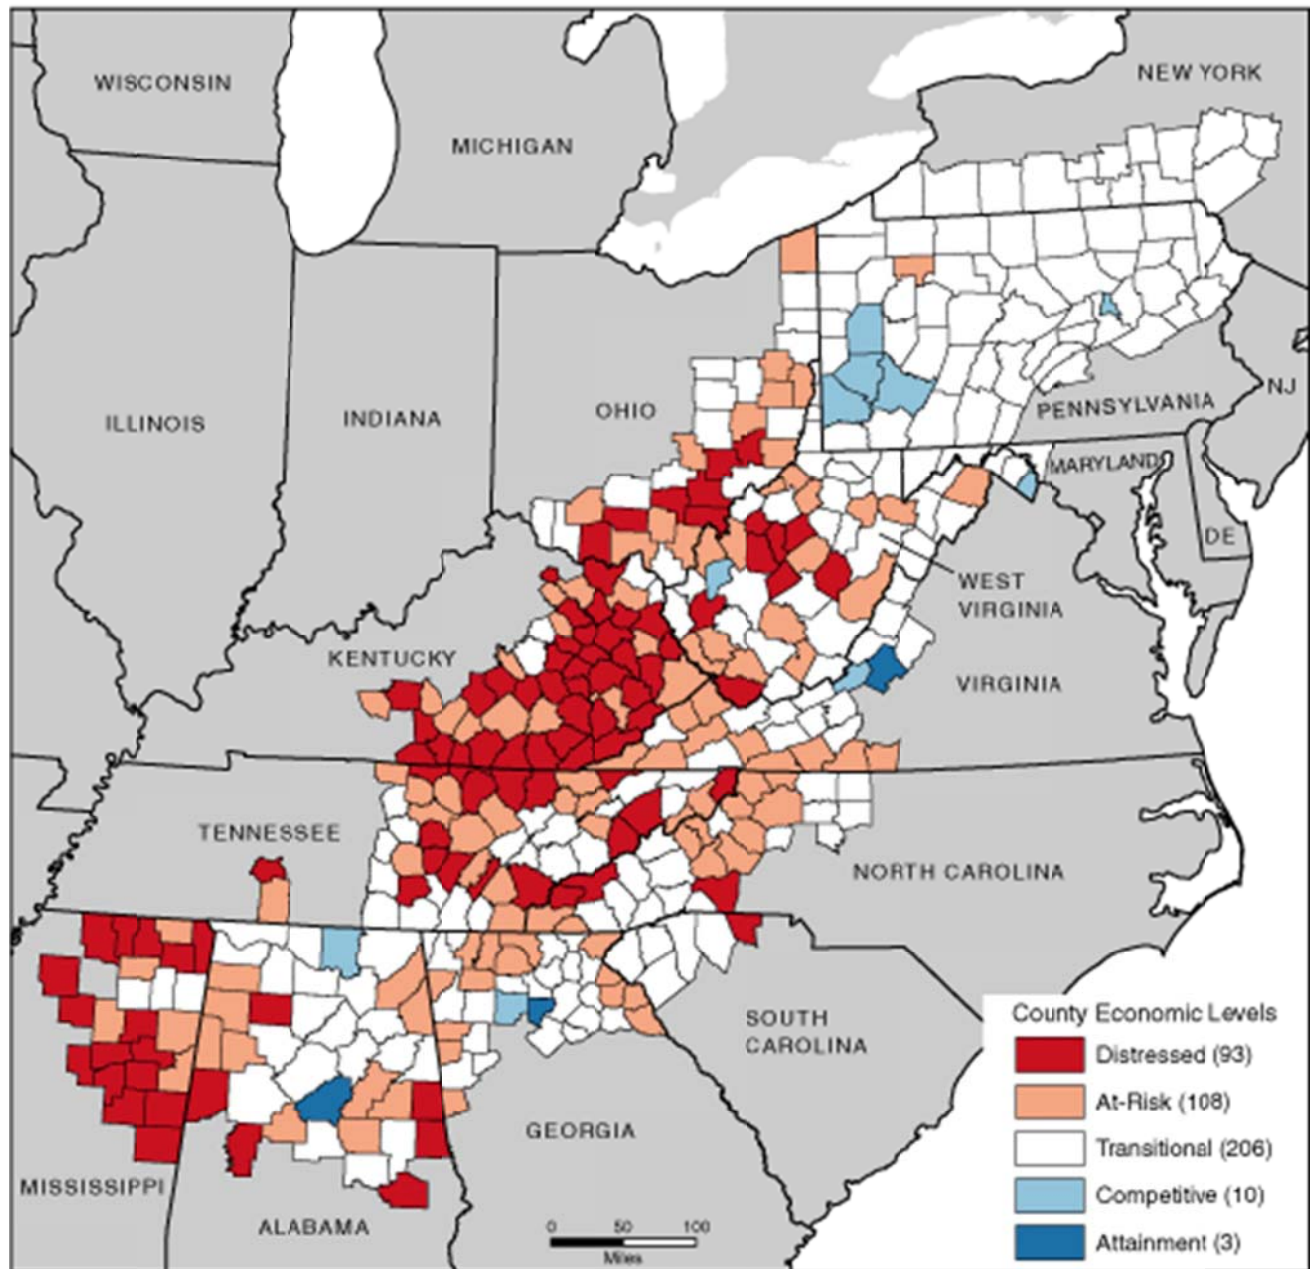 WISCONSIN
NEW YORK
MICHIGAN
ILLINOIS
INDIANA
OHIO
PENNSYLVANIA
NJ
MARYLAND
DE
WEST
VIRGINIA
KENTUCKY
VIRGINIA
TENNESSEE
NORTH CAROLINA
SOUTH
CAROLINA
MISSISSIPPI
ALABAMA
GEORGIA
0 50 100
Miles
County Economic Levels
Distressed (93)
At-Risk (108)
Transitional (206)
Competitive (10)
Attainment (3)